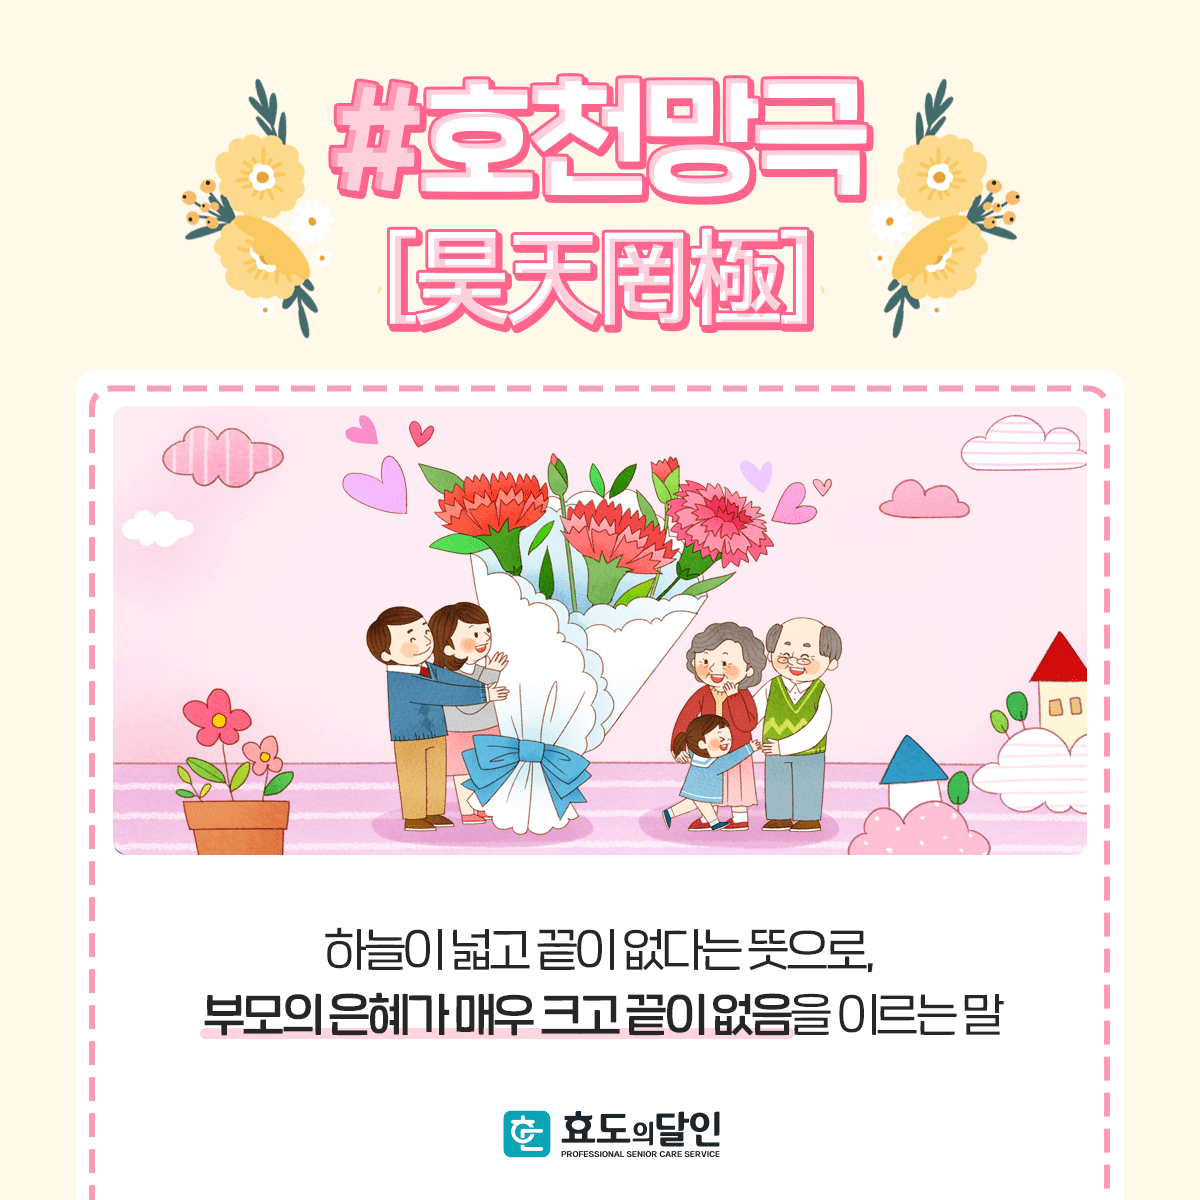 #호천망극
[昊天罔極]
하늘이 넓고 끝이 없다는 뜻으로,
부모의 은혜가 매우 크고 끝이 없음을 이르는 말
효도의달인
PROFESSIONAL SENIOR CARE SERVICE